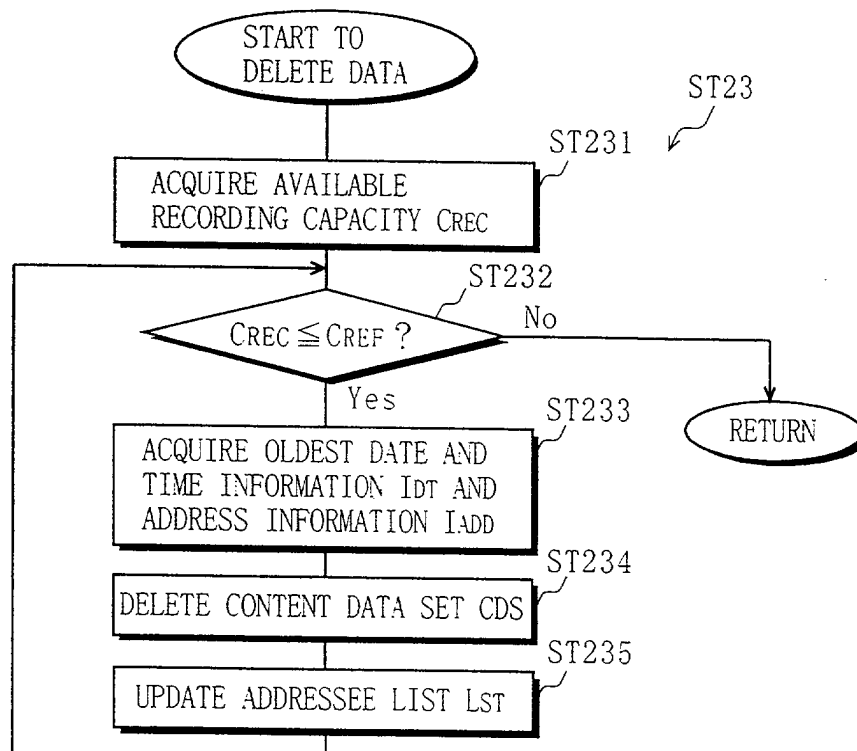 START TO
DELETE DATA
ST23
ST231
ACQUIRE AVAILABLE
RECORDING CAPACITY CREC
ST232
CREC≦CREF?
No
Yes
ST233
ACQUIRE OLDEST DATE AND
TIME INFORMATION IDT AND
ADDRESS INFORMATION IADD
RETURN
ST234
DELETE CONTENT DATA SET CDS
ST235
UPDATE ADDRESSEE LIST LST